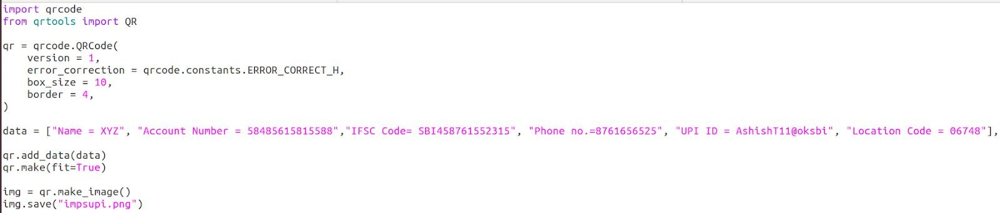 import qrcode
from qrtools import QR
qr = qrcode.QRCode(
    version = 1,
    error_correction = qrcode.constants.ERROR_CORRECT_H,
    box_size = 10,
    border = 4,
)
data = ["Name = XYZ", "Account Number = 58485615815588","IFSC Code= SBI458761552315", "Phone no.=8761656525", "UPI ID = AshishT11@oksbi", "Location Code = 06748"],
qr.add_data(data)
qr.make(fit=True)
img = qr.make_image()
img.save("impsupi.png")